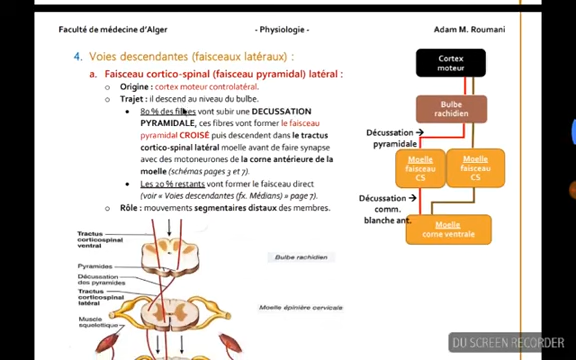 Faculté de médecine d'Alger - Physiologie - Adam M. Roumani
4. Voies descendantes (faisceaux latéraux) :
a. Faisceau cortico-spinal (faisceau pyramidal) latéral :
o Origine : cortex moteur controlatéral.
o Trajet : il descend au niveau du bulbe.
• 80 % des fibres vont subir une DECUSSATION
PYRAMIDALE, ces fibres vont former le faisceau
pyramidal CROISÉ puis descendent dans le tractus
cortico-spinal latéral moelle avant de faire synapse
avec des motoneurones de la corne antérieure de la
moelle (schémas pages 3 et 7).
• Les 20 % restants vont former le faisceau direct
(voir « Voies descendantes (fx. Médians) » page 7).
o Rôle : mouvements segmentaires distaux des membres.
Cortex
moteur
Bulbe
rachidien
Décussation →
pyramidale
Moelle
faisceau
CS
Moelle
faisceau
CS
Décussation →
comm.
blanche ant.
Moelle
corne ventrale
Tractus
corticospinal
ventral
Pyramides
Décussation
des pyramides
Tractus
corticospinal
latéral
Muscle
squelettique
Bulbe rachidien
Moelle épinière cervicale
DU SCREEN RECORDER